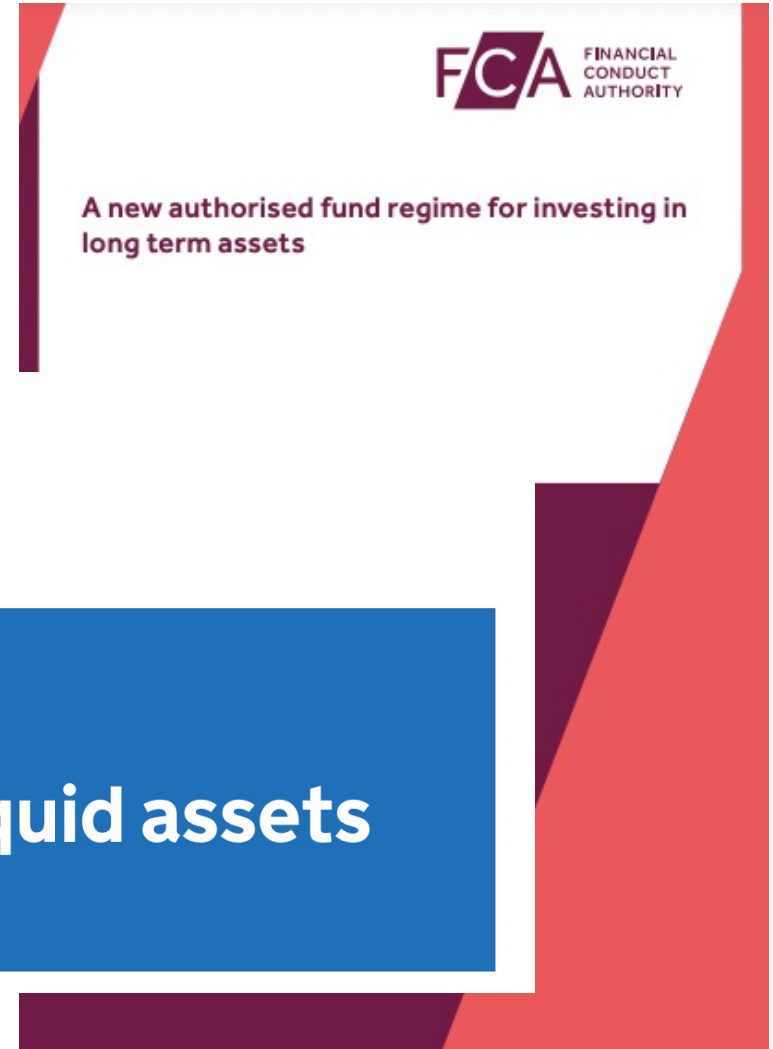 FCA
FINANCIAL
CONDUCT
AUTHORITY
A new authorised fund regime for investing in
long term assets
assets